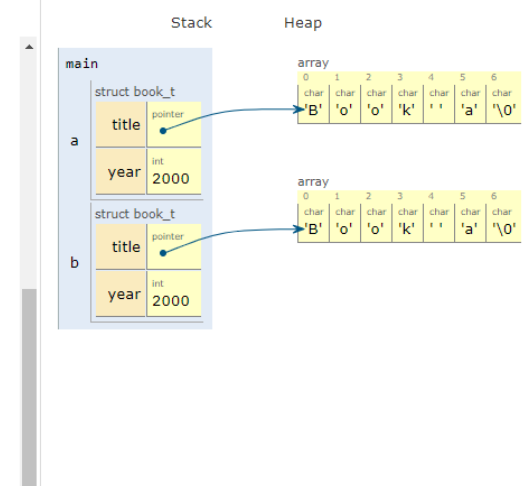 Stack Heap
main
array
0 1 2 3 4 5 6
struct book_t
char char char char char char char
title pointer
'B' 'o' 'o' 'k' ' ' 'a' '\0'
a
int
year 2000
array
0 1 2 3 4 5 6
struct book_t
char char char char char char char
title pointer
'B' 'o' 'o' 'k' ' ' 'a' '\0'
b
int
year 2000